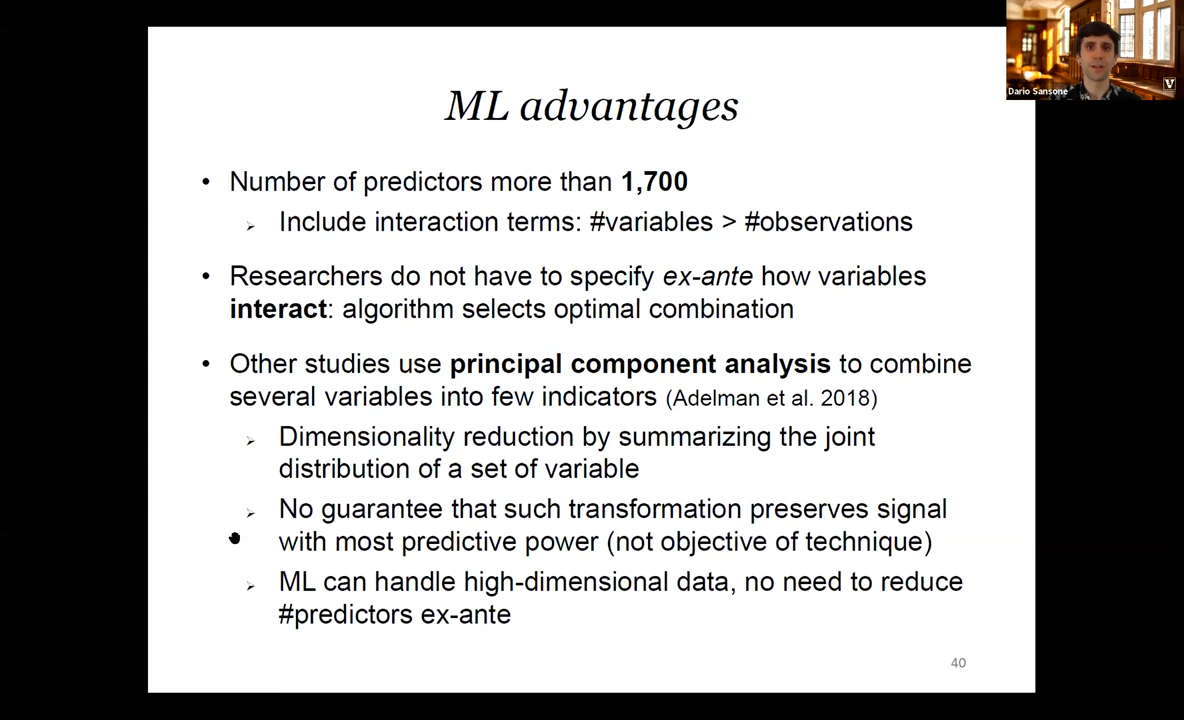 ML advantages
• Number of predictors more than 1,700
Include interaction terms: #variables > #observations
• Researchers do not have to specify ex-ante how variables
interact: algorithm selects optimal combination
• Other studies use principal component analysis to combine
several variables into few indicators (Adelman et al. 2018)
Dimensionality reduction by summarizing the joint
distribution of a set of variable
No guarantee that such transformation preserves signal
with most predictive power (not objective of technique)
ML can handle high-dimensional data, no need to reduce
#predictors ex-ante
40
Dario Sansone
V